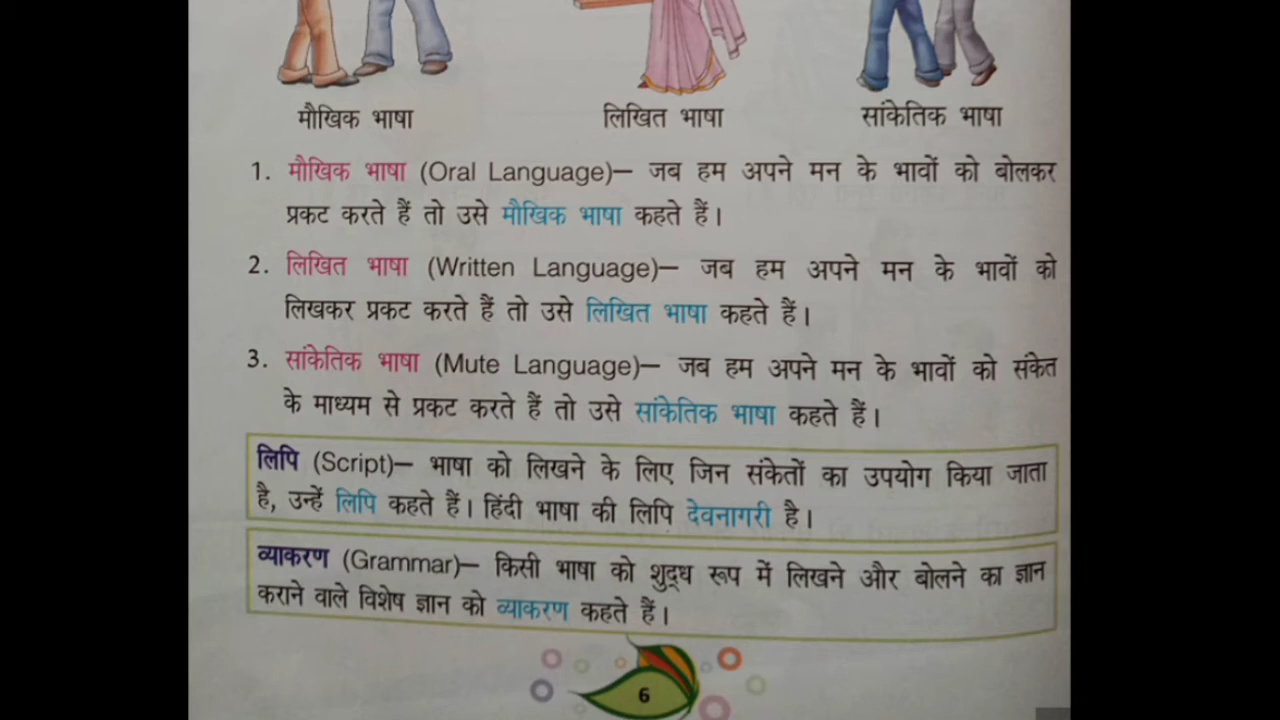 मौखिक भाषा लिखित भाषा सांकेतिक भाषा
1. मौखिक भाषा (Oral Language)– जब हम अपने मन के भावों को बोलकर
प्रकट करते हैं तो उसे मौखिक भाषा कहते हैं।
2. लिखित भाषा (Written Language)– जब हम अपने मन के भावों को
लिखकर प्रकट करते हैं तो उसे लिखित भाषा कहते हैं।
3. सांकेतिक भाषा (Mute Language)– जब हम अपने मन के भावों को संकेत
के माध्यम से प्रकट करते हैं तो उसे सांकेतिक भाषा कहते हैं।
लिपि (Script)– भाषा को लिखने के लिए जिन संकेतों का उपयोग किया जाता
है, उन्हें लिपि कहते हैं। हिंदी भाषा की लिपि देवनागरी है।
व्याकरण (Grammar)– किसी भाषा को शुद्ध रूप में लिखने और बोलने का ज्ञान
कराने वाले विशेष ज्ञान को व्याकरण कहते हैं।
6